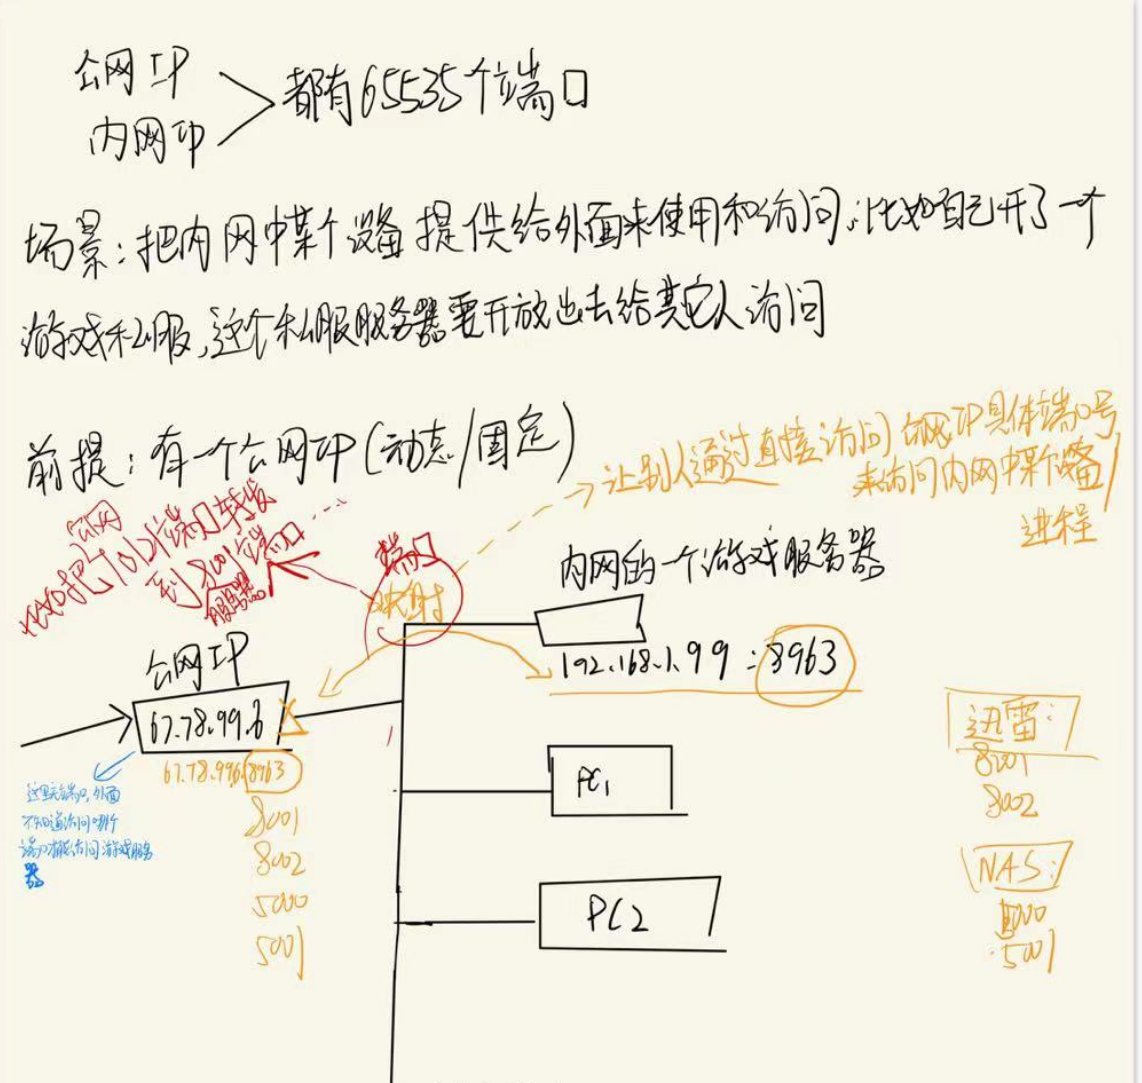 公网IP
内网IP
都有65535个端口
场景:把内网中某个设备提供给外面来使用和访问;比如自己开了一个
游戏私服,这个私服服务器要开放出去给其它人访问
前提:有一个公网IP(动态/固定)
让别人通过直接访问公网IP具体端口号
来访问内网中某个设备/
进程
公网
把 端口转发
到8001端口
服务器
端口
映射
内网的一个游戏服务器
192.168.1.99:8963
公网IP
67.78.99.6
67.78.99.6:8963
8001
8002
5000
5001
这里无端口,外面
不知道访问哪个
端口才能访问游戏服务
器
PC1
PC2
迅雷:
8001
8002
NAS:
5000
5001